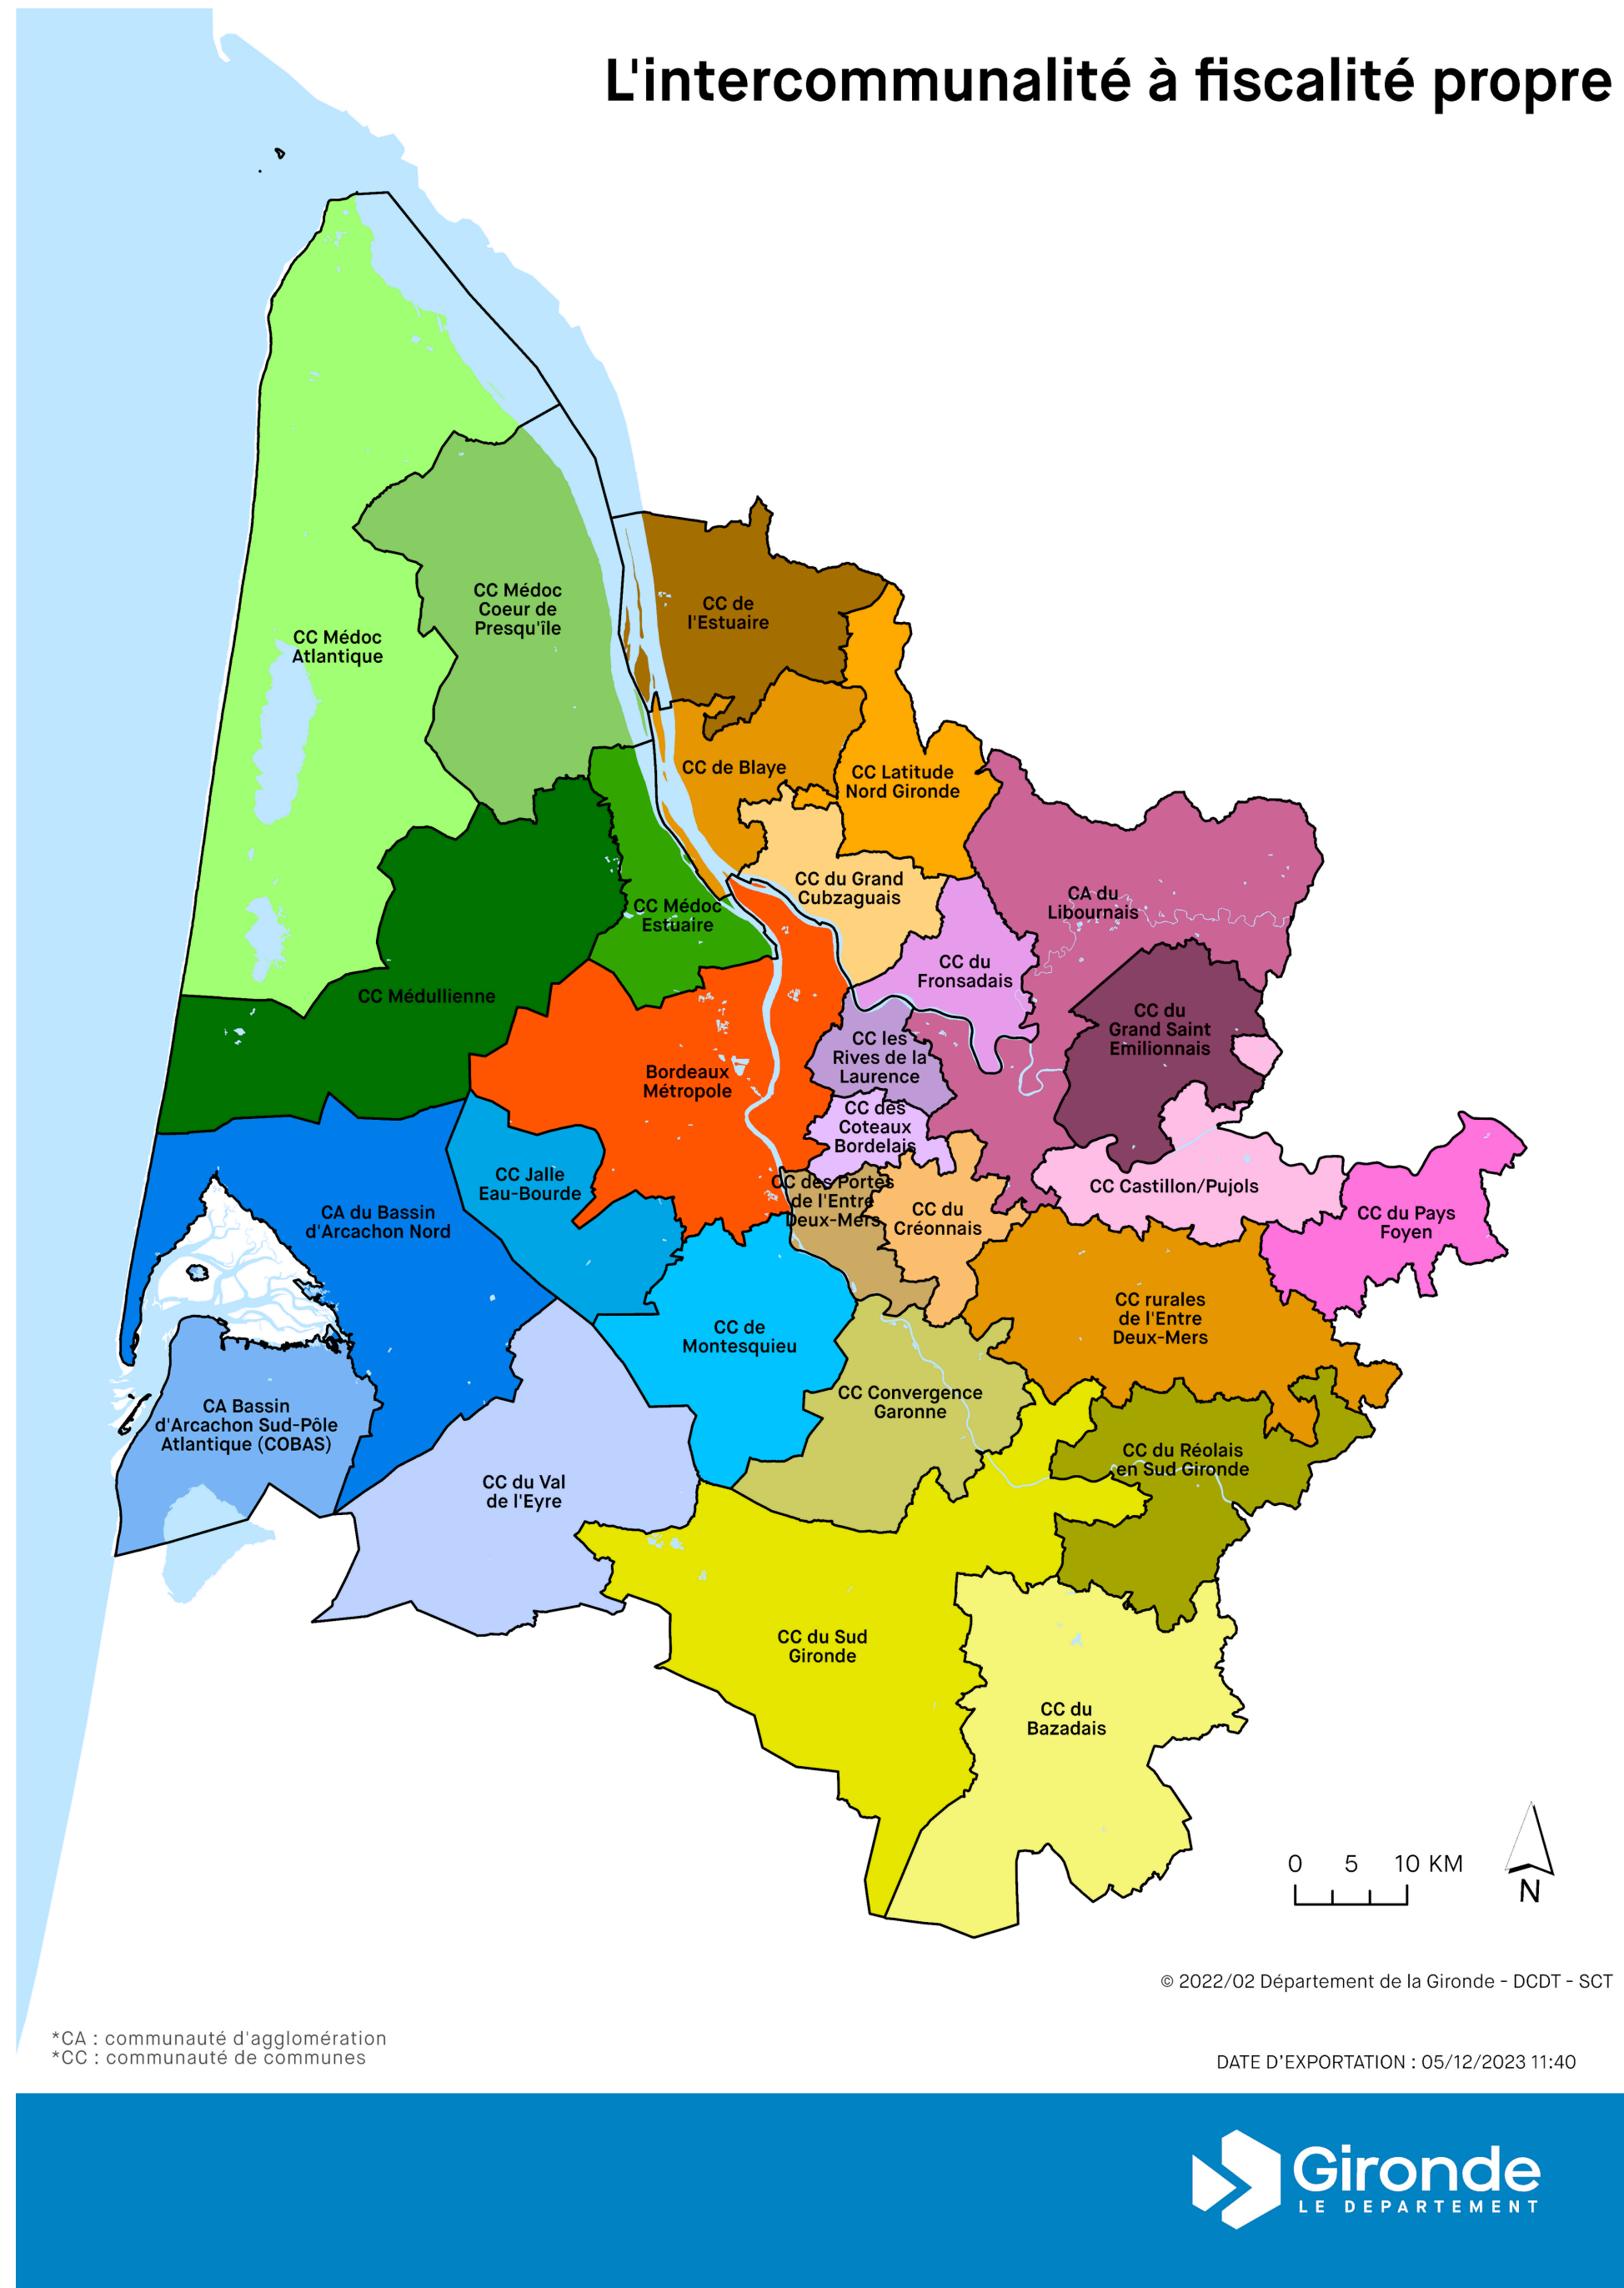 L'intercommunalité à fiscalité propre
CC Médoc
Coeur de
Presqu'île
CC de
l'Estuaire
CC Médoc
Atlantique
CC de Blaye
CC Latitude
Nord Gironde
CC du Grand
Cubzaguais
CA du
Libournais
CC Médoc
Estuaire
CC du
Fronsadais
CC Médullienne
CC du
Grand Saint
Emilionnais
CC les
Rives de la
Laurence
Bordeaux
Métropole
CC des
Coteaux
Bordelais
CC Jalle
Eau-Bourde
CC des Portes
de l'Entre
Deux-Mers
CC Castillon/Pujols
CA du Bassin
d'Arcachon Nord
CC du
Créonnais
CC du Pays
Foyen
CC rurales
de l'Entre
Deux-Mers
CC de
Montesquieu
CC Convergence
Garonne
CA Bassin
d'Arcachon Sud-Pôle
Atlantique (COBAS)
CC du Réolais
en Sud Gironde
CC du Val
de l'Eyre
CC du Sud
Gironde
CC du
Bazadais
0 5 10 KM
N
© 2022/02 Département de la Gironde - DCDT - SCT
*CA : communauté d'agglomération
*CC : communauté de communes
DATE D'EXPORTATION : 05/12/2023 11:40
Gironde
LE DEPARTEMENT